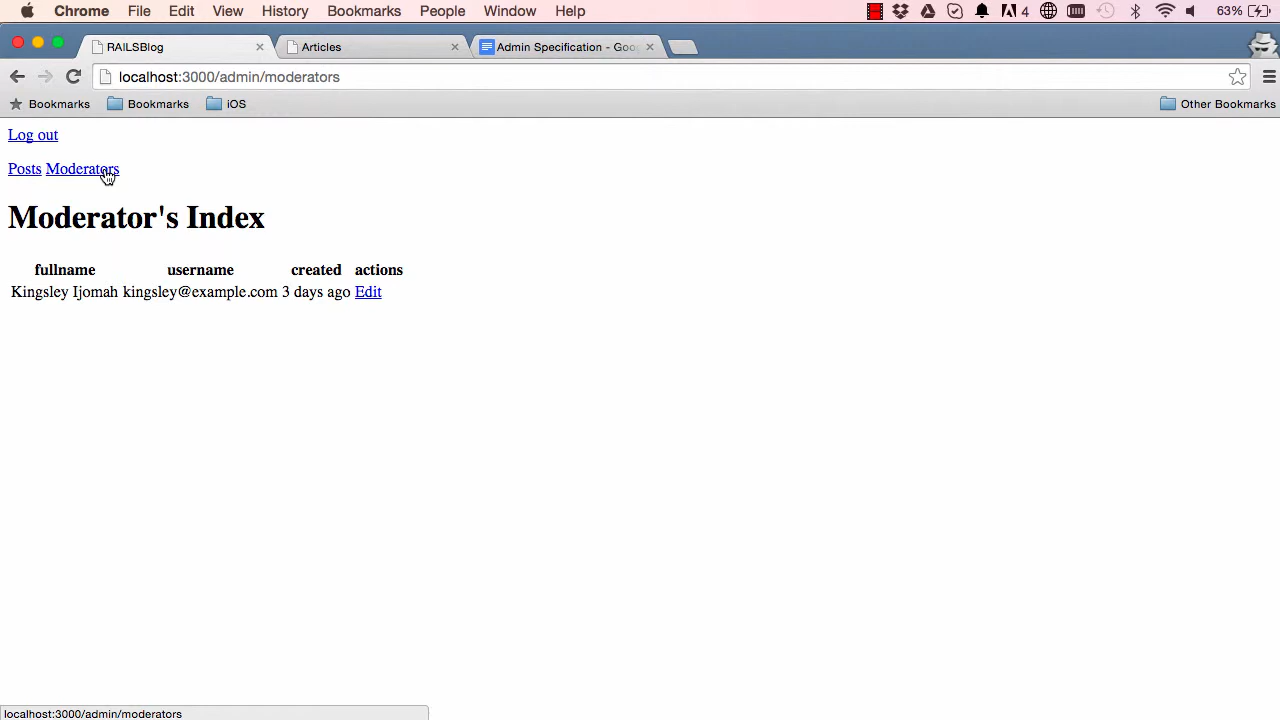 Chrome File Edit View History Bookmarks People Window Help 4 63%
RAILSBlog Articles Admin Specification - Goo
localhost:3000/admin/moderators
Bookmarks Bookmarks iOS Other Bookmarks
Log out
Posts Moderators
Moderator's Index
fullname username created actions
Kingsley Ijomah kingsley@example.com 3 days ago Edit
localhost:3000/admin/moderators